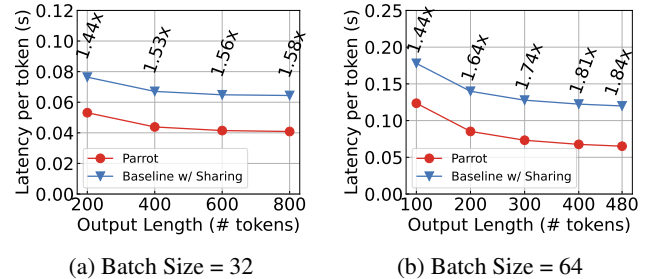 Latency per token (s)
0.12
0.10
0.08
0.06
0.04
0.02
0.00
1.44x
1.53x
1.56x
1.58x
Parrot
Baseline w/ Sharing
200
400
600
800
Output Length (# tokens)
(a) Batch Size = 32
Latency per token (s)
0.25
0.20
0.15
0.10
0.05
0.00
1.44x
1.64x
1.74x
1.81x
1.84x
Parrot
Baseline w/ Sharing
100
200
300
400
480
Output Length (# tokens)
(b) Batch Size = 64